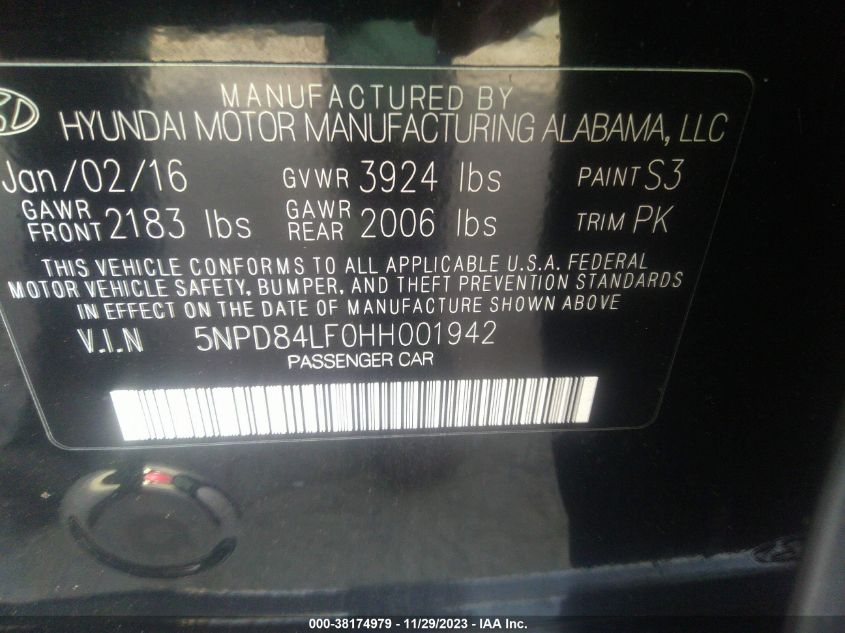 MANUFACTURED BY
HYUNDAI MOTOR MANUFACTURING ALABAMA, LLC
Jan/02/16 GVWR 3924 lbs PAINT S3
GAWR FRONT 2183 lbs GAWR REAR 2006 lbs TRIM PK
THIS VEHICLE CONFORMS TO ALL APPLICABLE U.S.A. FEDERAL
MOTOR VEHICLE SAFETY, BUMPER, AND THEFT PREVENTION STANDARDS
IN EFFECT ON THE DATE OF MANUFACTURE SHOWN ABOVE
V.I.N 5NPD84LF0HH001942
PASSENGER CAR
000-38174979 - 11/29/2023 - IAA Inc.